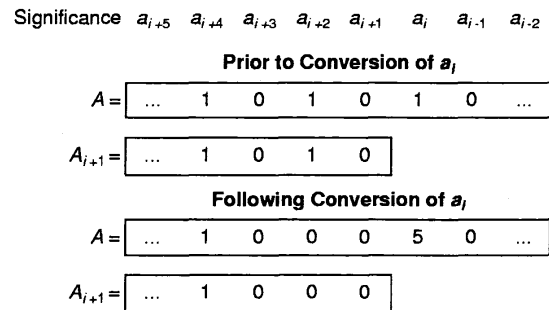 Significance a_{i+5} a_{i+4} a_{i+3} a_{i+2} a_{i+1} a_i a_{i-1} a_{i-2}
Prior to Conversion of a_i
A = ... 1 0 1 0 1 0 ...
A_{i+1} = ... 1 0 1 0
Following Conversion of a_i
A = ... 1 0 0 0 5 0 ...
A_{i+1} = ... 1 0 0 0